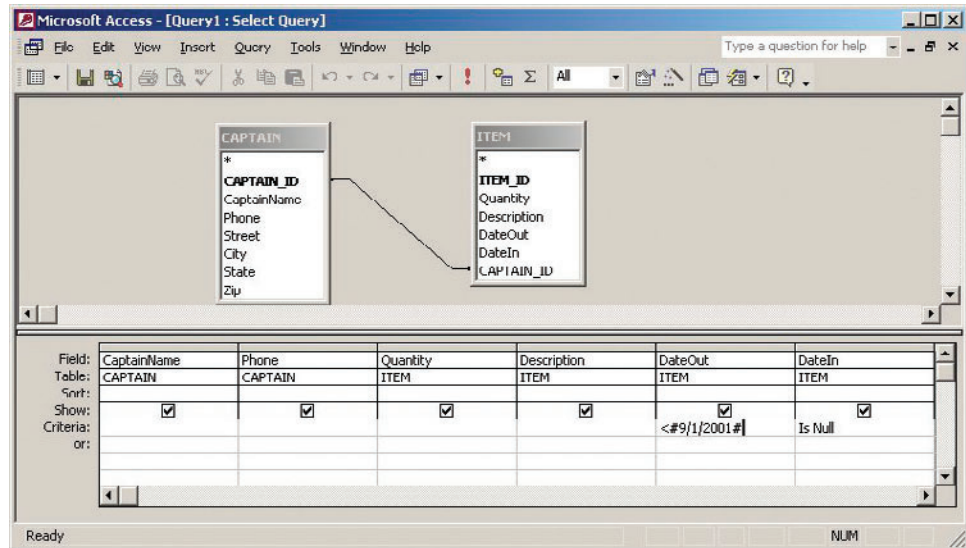 Microsoft Access - [Query1 : Select Query]
File Edit View Insert Query Tools Window Help Type a question for help
All
CAPTAIN
*
CAPTAIN_ID
CaptainName
Phone
Street
City
State
Zip
ITEM
*
ITEM_ID
Quantity
Description
DateOut
DateIn
CAPTAIN_ID
Field: CaptainName Phone Quantity Description DateOut DateIn
Table: CAPTAIN CAPTAIN ITEM ITEM ITEM ITEM
Sort:
Show:
Criteria: <#9/1/2001# Is Null
or:
Ready NUM